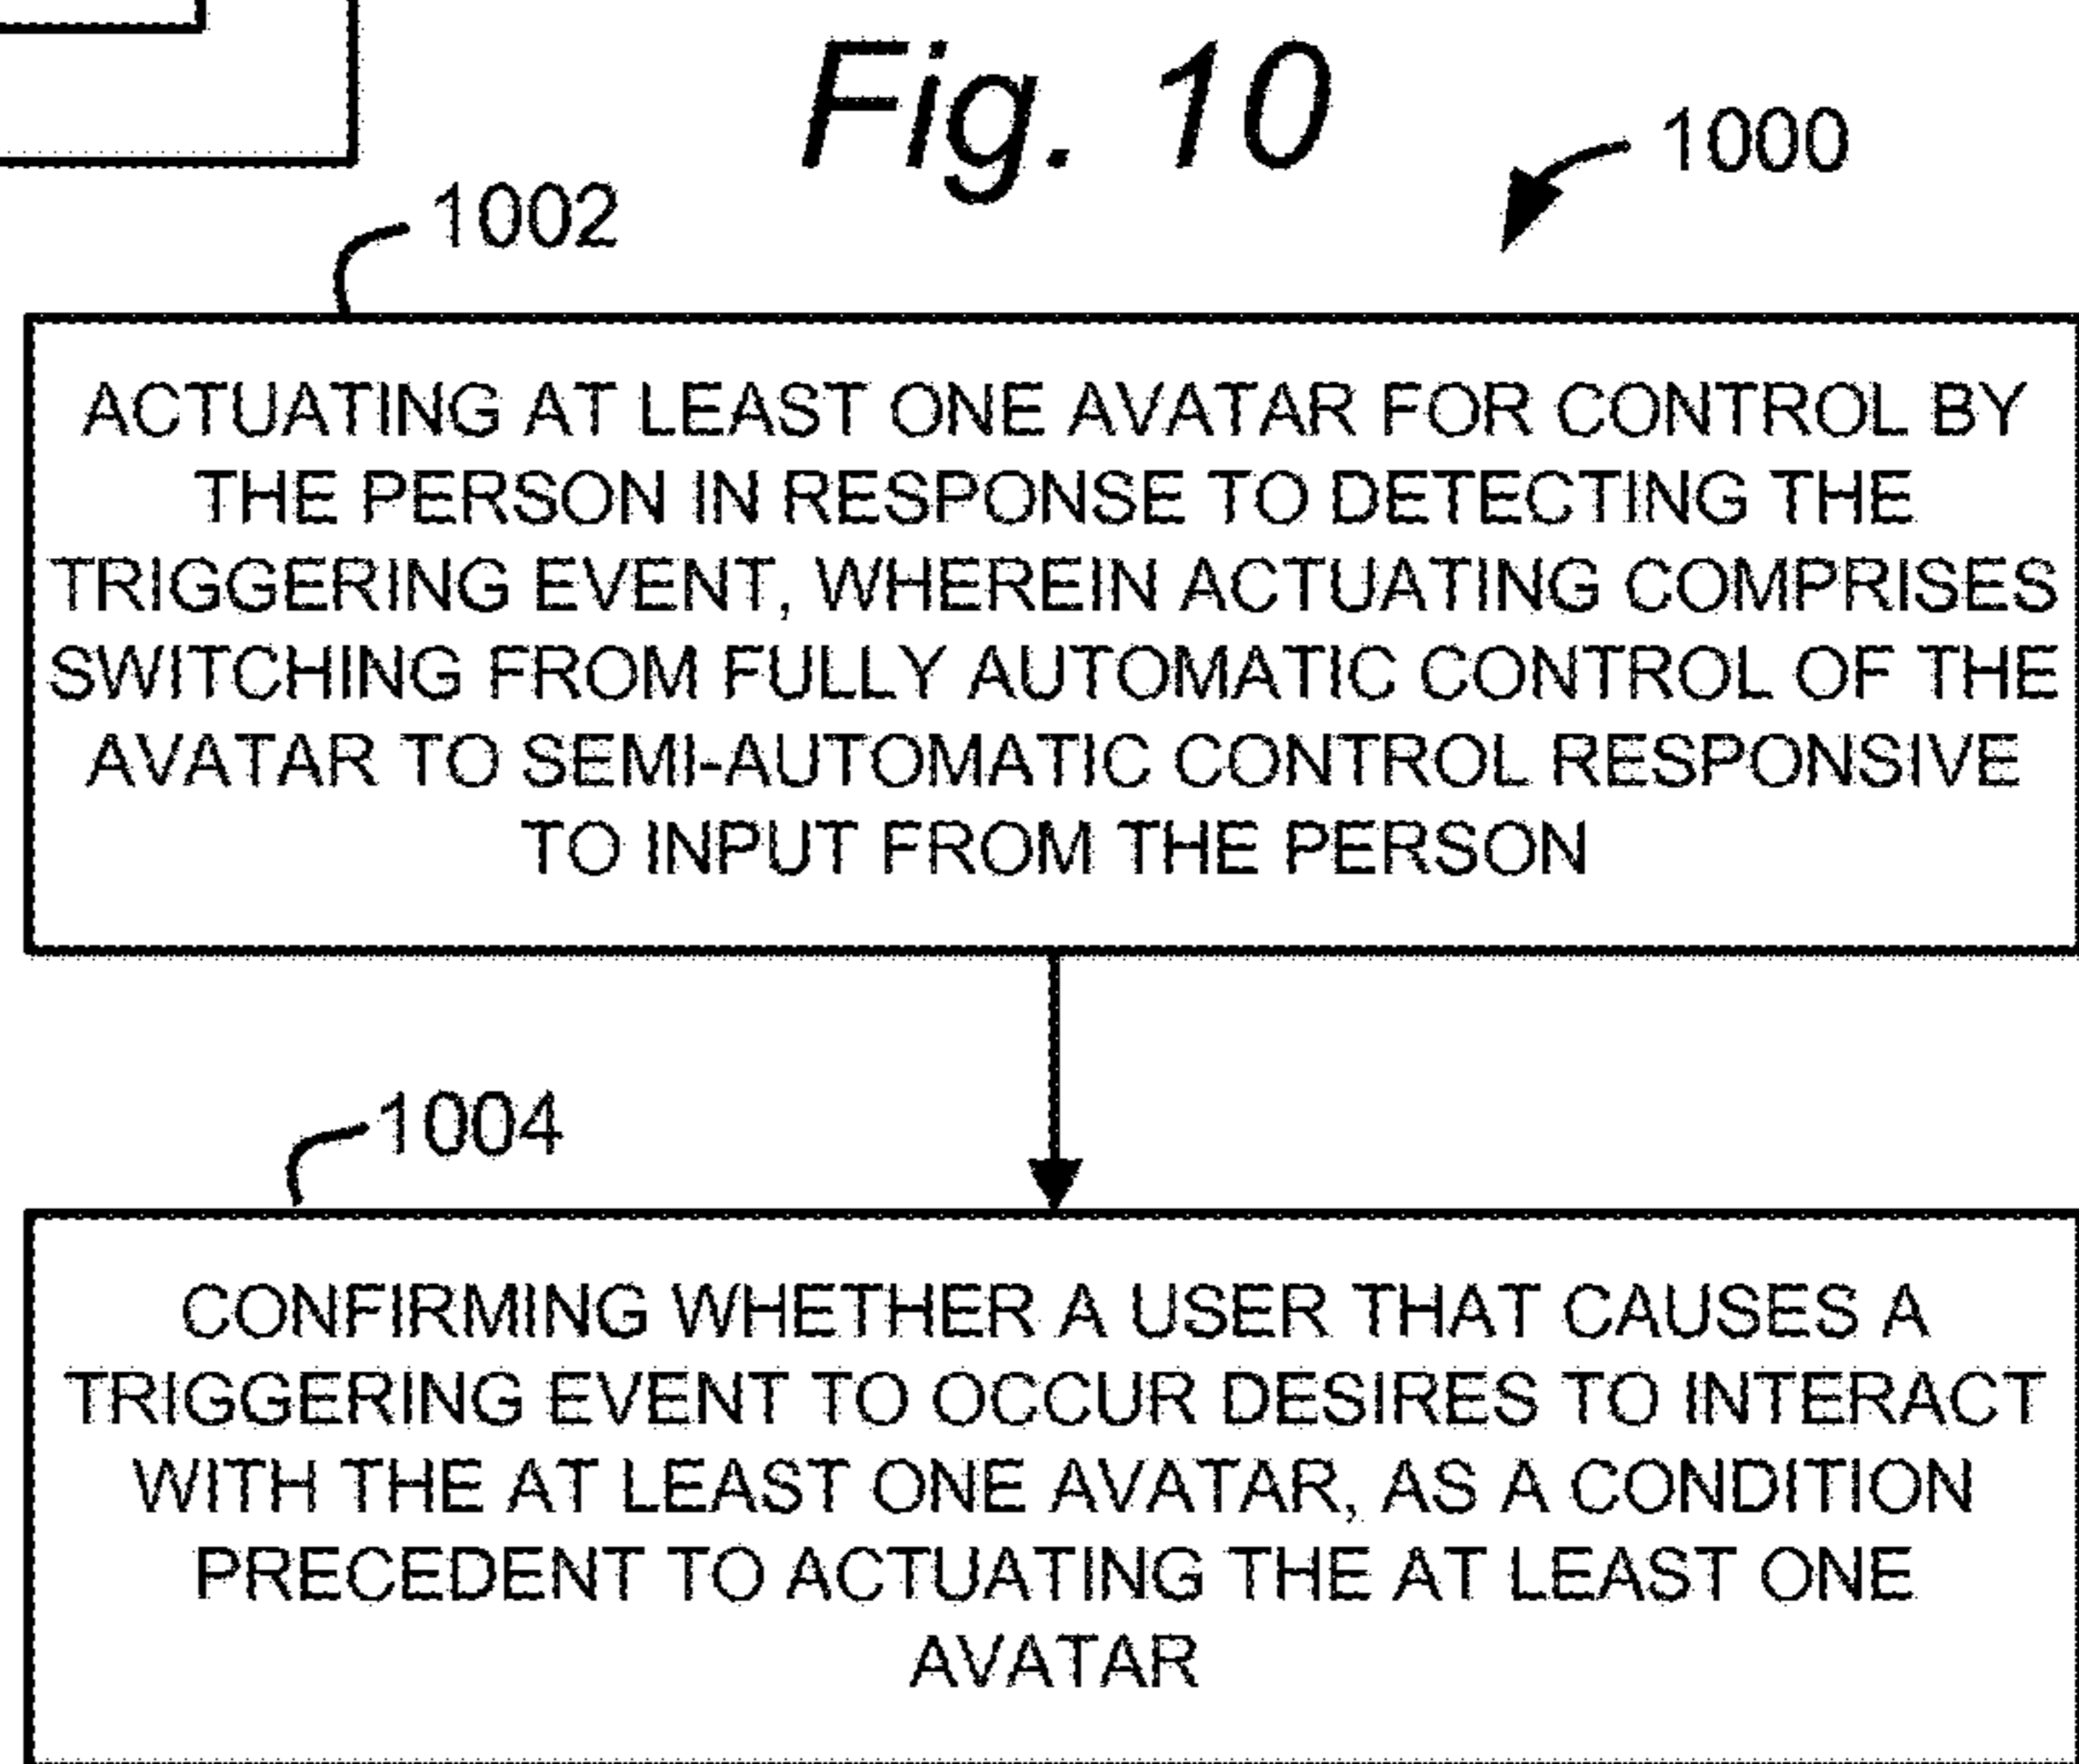 Fig. 10
1000
1002
ACTUATING AT LEAST ONE AVATAR FOR CONTROL BY
THE PERSON IN RESPONSE TO DETECTING THE
TRIGGERING EVENT, WHEREIN ACTUATING COMPRISES
SWITCHING FROM FULLY AUTOMATIC CONTROL OF THE
AVATAR TO SEMI-AUTOMATIC CONTROL RESPONSIVE
TO INPUT FROM THE PERSON
1004
CONFIRMING WHETHER A USER THAT CAUSES A
TRIGGERING EVENT TO OCCUR DESIRES TO INTERACT
WITH THE AT LEAST ONE AVATAR, AS A CONDITION
PRECEDENT TO ACTUATING THE AT LEAST ONE
AVATAR